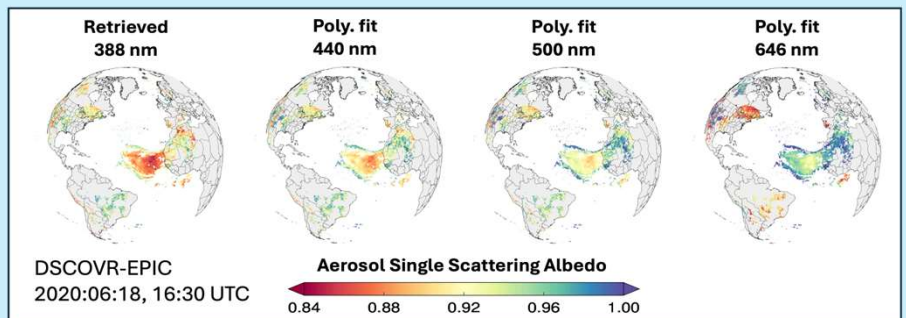 Retrieved
388 nm
Poly. fit
440 nm
Poly. fit
500 nm
Poly. fit
646 nm
DSCOVR-EPIC
2020:06:18, 16:30 UTC
Aerosol Single Scattering Albedo
0.84 0.88 0.92 0.96 1.00